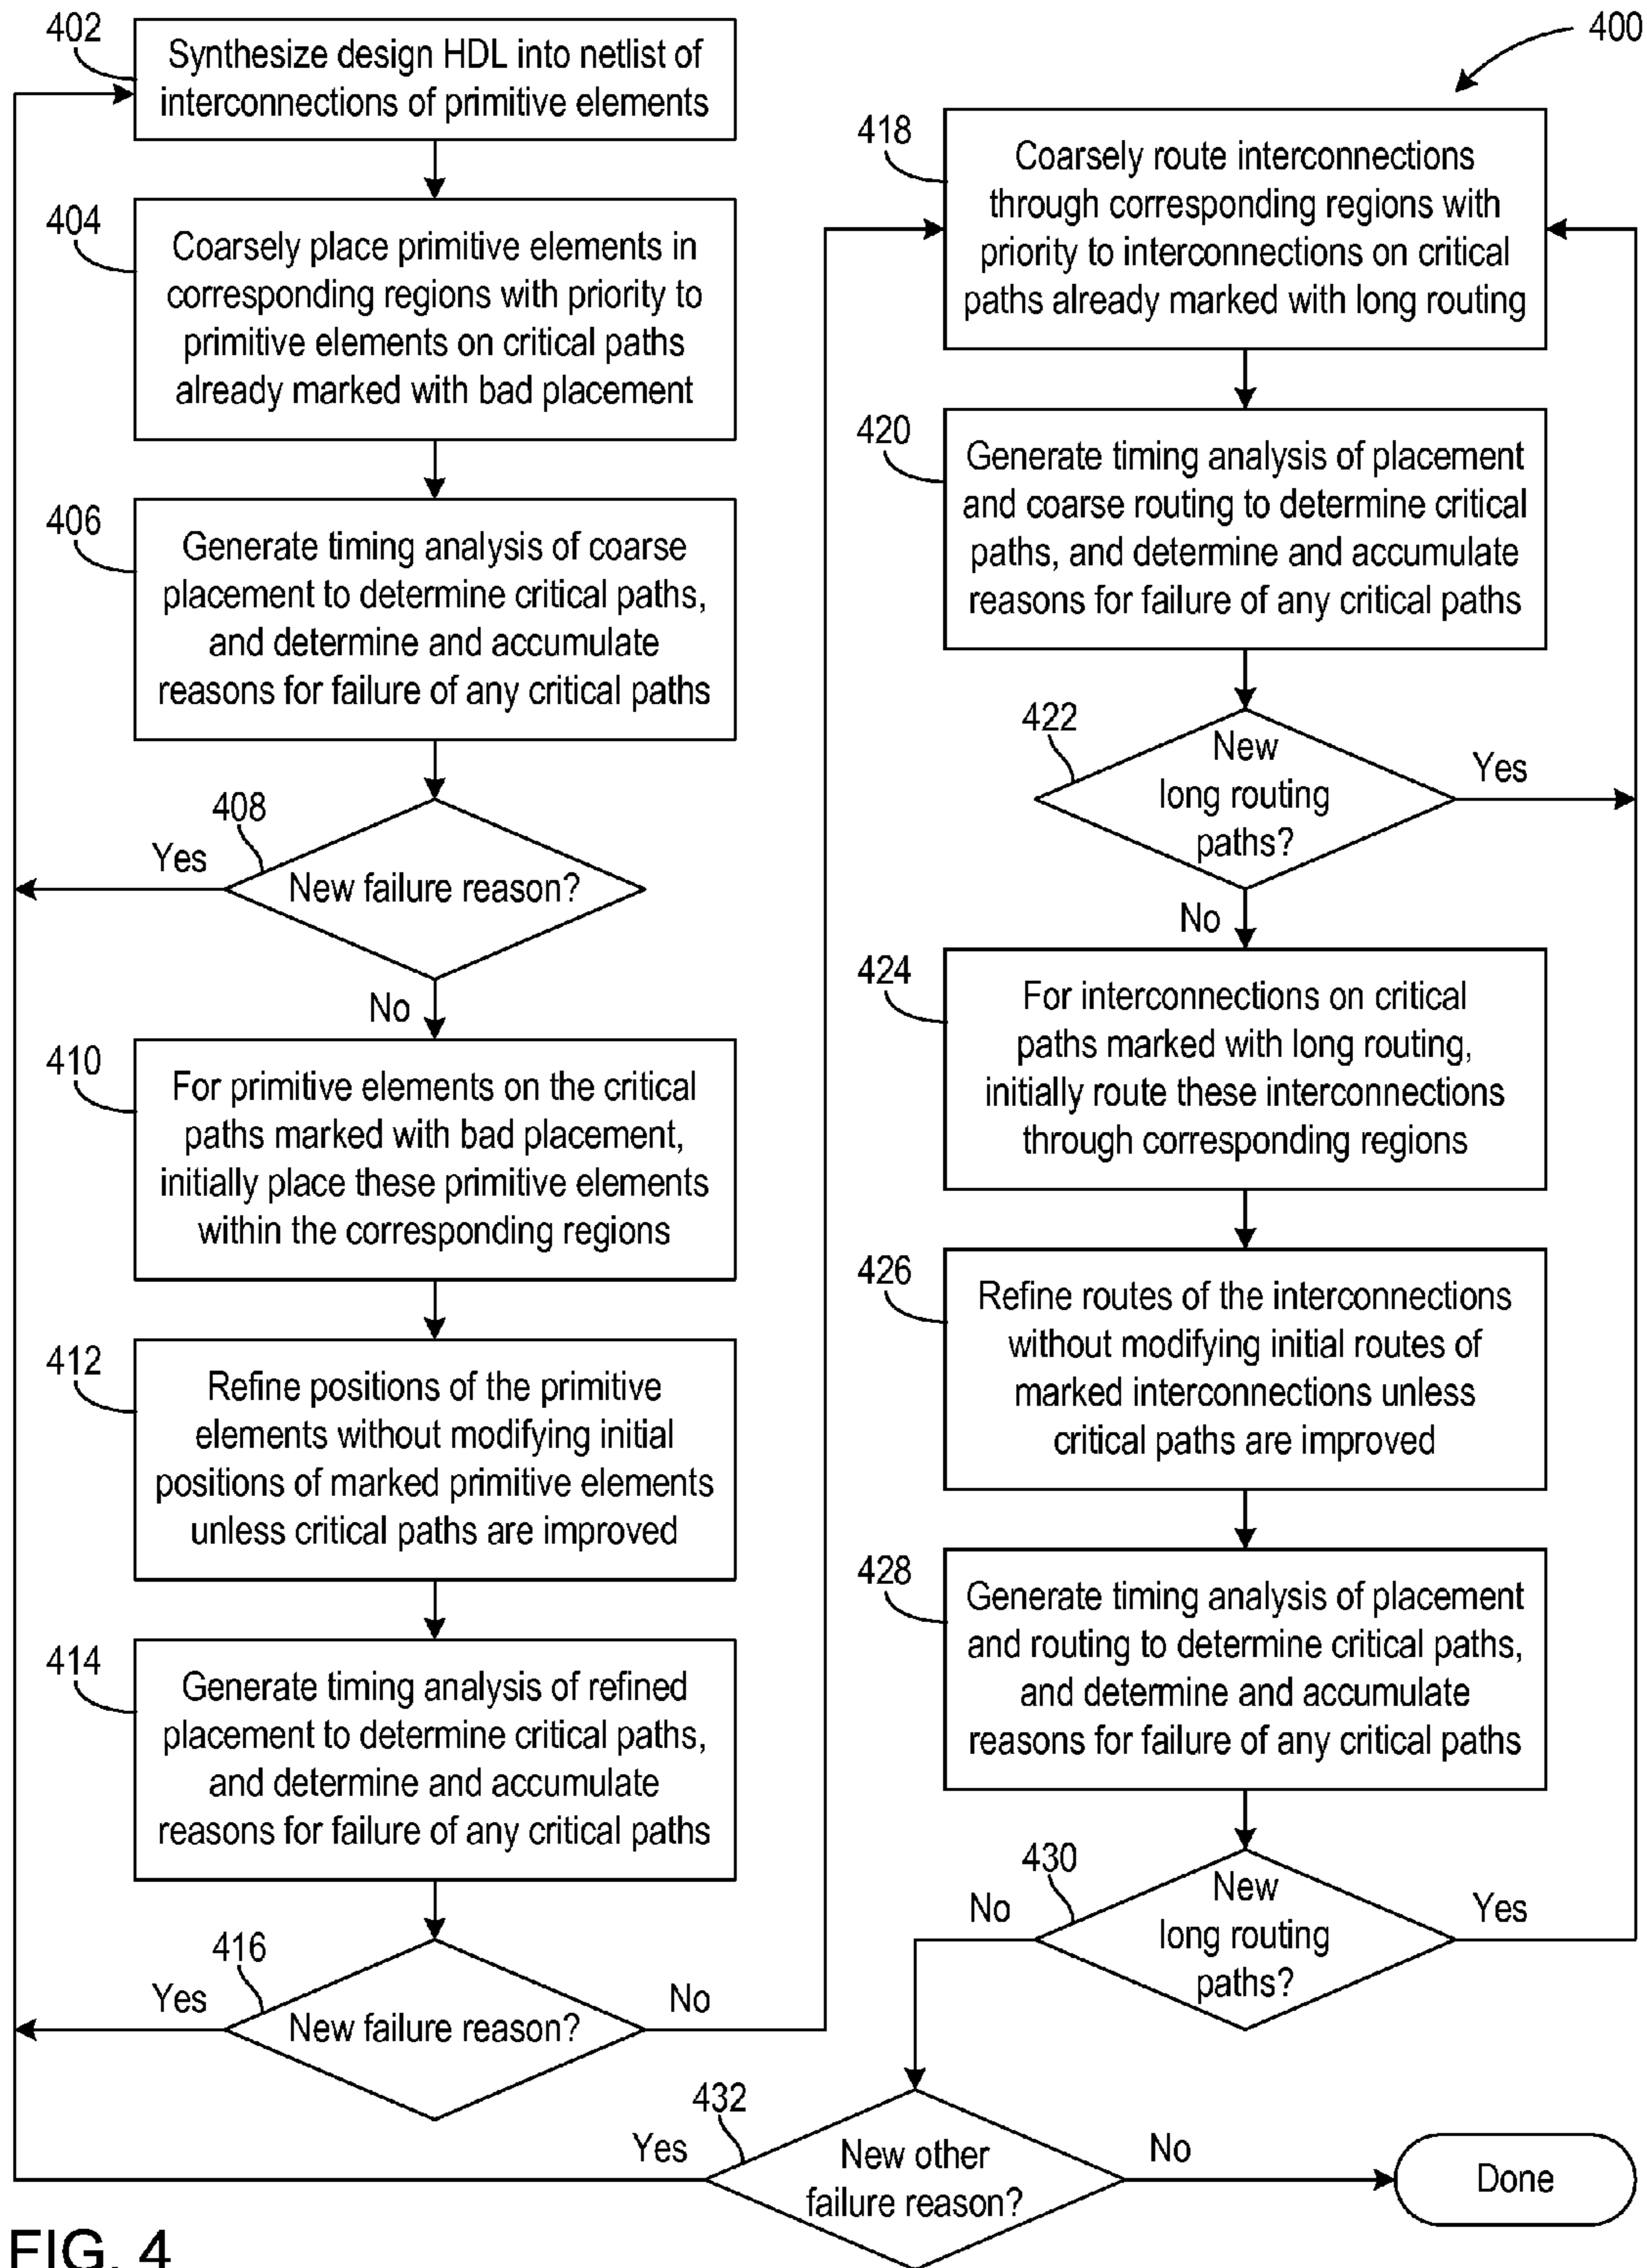 402
Synthesize design HDL into netlist of
interconnections of primitive elements
404
Coarsely place primitive elements in
corresponding regions with priority to
primitive elements on critical paths
already marked with bad placement
406
Generate timing analysis of coarse
placement to determine critical paths,
and determine and accumulate
reasons for failure of any critical paths
408
Yes
New failure reason?
No
410
For primitive elements on the critical
paths marked with bad placement,
initially place these primitive elements
within the corresponding regions
412
Refine positions of the primitive
elements without modifying initial
positions of marked primitive elements
unless critical paths are improved
414
Generate timing analysis of refined
placement to determine critical paths,
and determine and accumulate
reasons for failure of any critical paths
416
Yes
New failure reason?
No
400
418
Coarsely route interconnections
through corresponding regions with
priority to interconnections on critical
paths already marked with long routing
420
Generate timing analysis of placement
and coarse routing to determine critical
paths, and determine and accumulate
reasons for failure of any critical paths
422
New
long routing
paths?
Yes
No
424
For interconnections on critical
paths marked with long routing,
initially route these interconnections
through corresponding regions
426
Refine routes of the interconnections
without modifying initial routes of
marked interconnections unless
critical paths are improved
428
Generate timing analysis of placement
and routing to determine critical paths,
and determine and accumulate
reasons for failure of any critical paths
430
No
New
long routing
paths?
Yes
432
Yes
New other
failure reason?
No
Done
FIG. 4